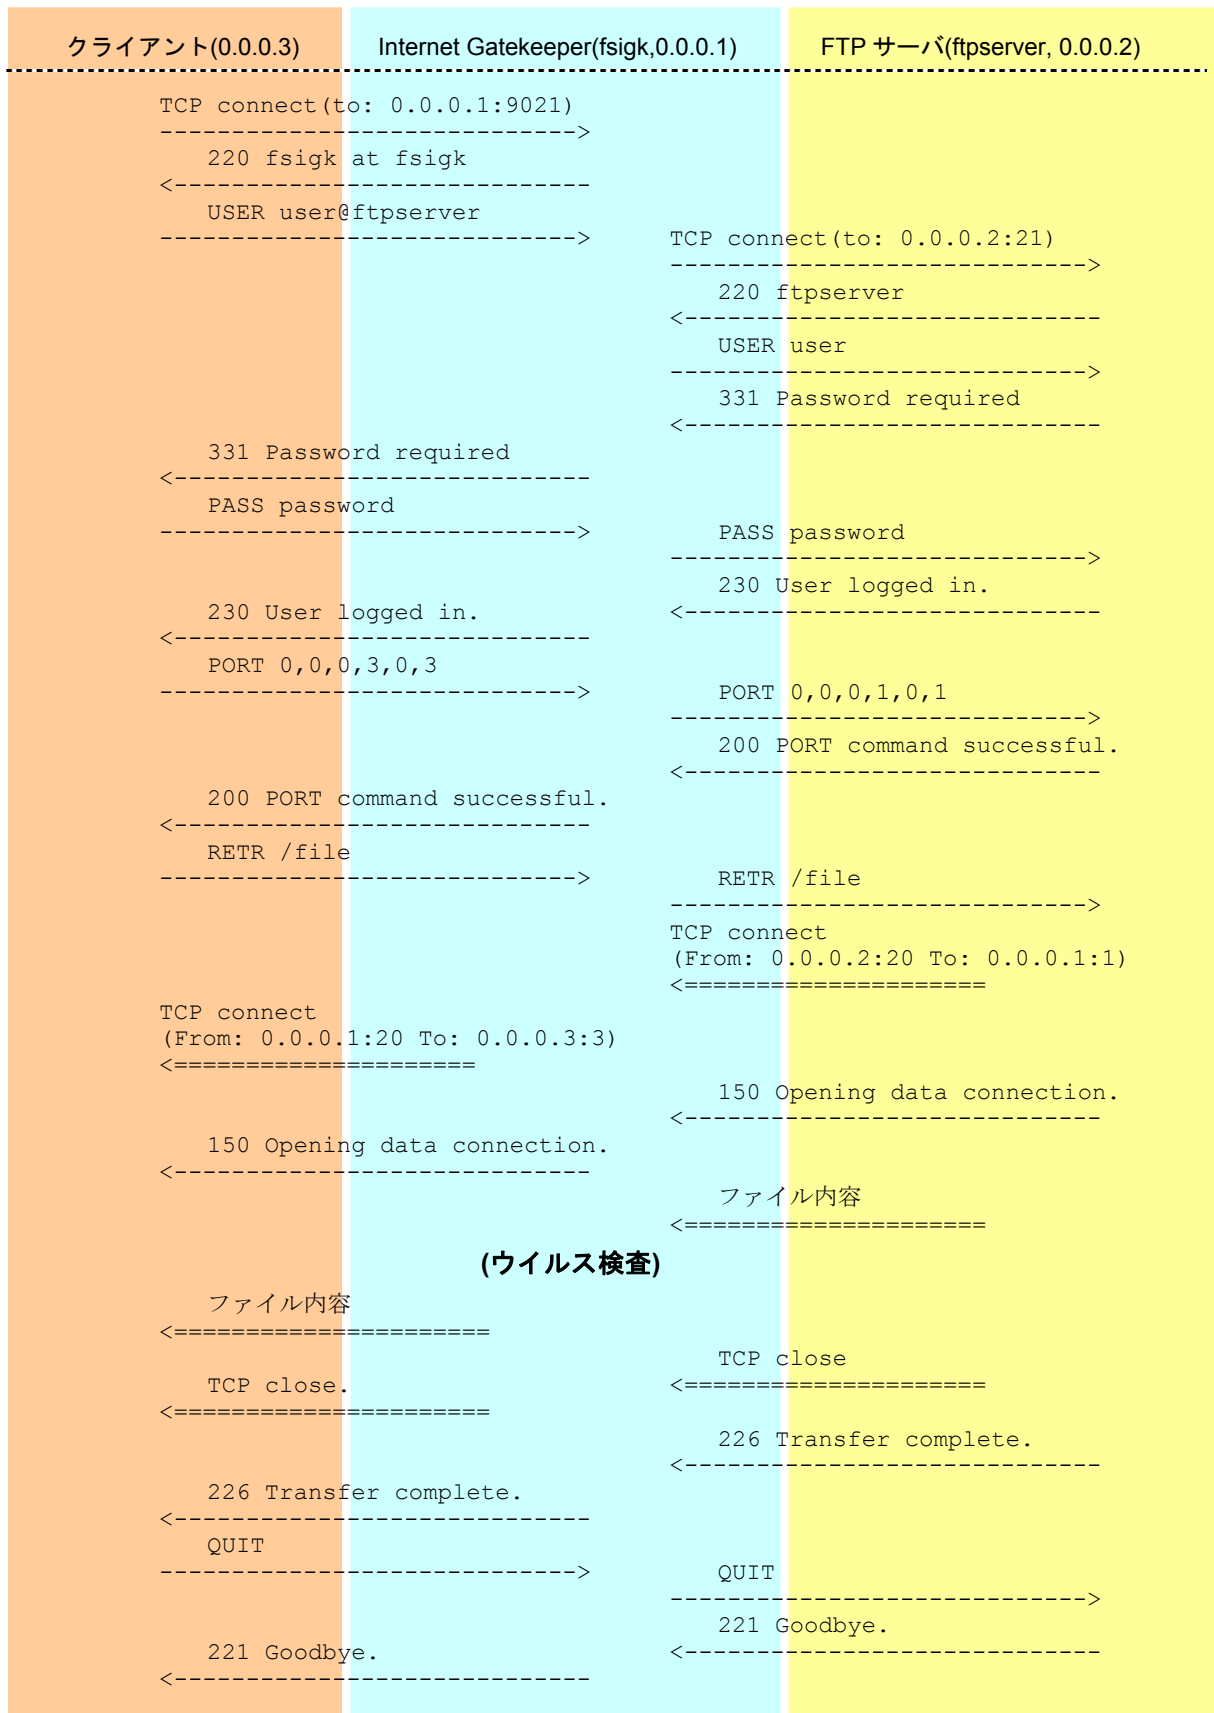 クライアント(0.0.0.3) Internet Gatekeeper(fsigk,0.0.0.1) FTP サーバ(ftpserver, 0.0.0.2)
TCP connect(to: 0.0.0.1:9021)
----------------------------->
220 fsigk at fsigk
<-----------------------------
USER user@ftpserver
-----------------------------> TCP connect(to: 0.0.0.2:21)
----------------------------->
220 ftpserver
<-----------------------------
USER user
----------------------------->
331 Password required
<-----------------------------
331 Password required
<-----------------------------
PASS password
-----------------------------> PASS password
----------------------------->
230 User logged in.
230 User logged in. <-----------------------------
<-----------------------------
PORT 0,0,0,3,0,3
-----------------------------> PORT 0,0,0,1,0,1
----------------------------->
200 PORT command successful.
<-----------------------------
200 PORT command successful.
<-----------------------------
RETR /file
-----------------------------> RETR /file
----------------------------->
TCP connect
(From: 0.0.0.2:20 To: 0.0.0.1:1)
<=====================
TCP connect
(From: 0.0.0.1:20 To: 0.0.0.3:3)
<=====================
150 Opening data connection.
<-----------------------------
150 Opening data connection.
<-----------------------------
ファイル内容
<=====================
(ウイルス検査)
ファイル内容
<======================
TCP close
TCP close. <=====================
<======================
226 Transfer complete.
<-----------------------------
226 Transfer complete.
<-----------------------------
QUIT
-----------------------------> QUIT
----------------------------->
221 Goodbye.
221 Goodbye. <-----------------------------
<-----------------------------